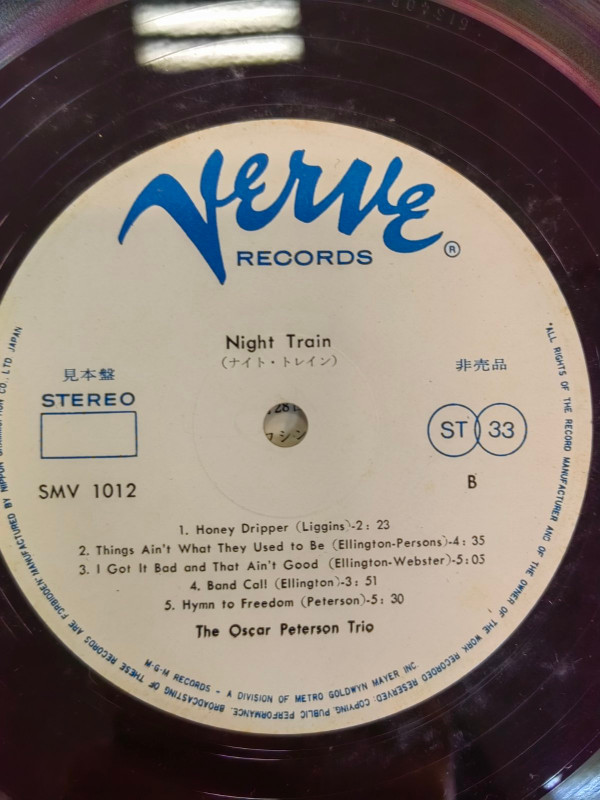 VERVE
RECORDS
®
Night Train
(ナイト・トレイン)
見本盤
非売品
STEREO
ST 33
SMV 1012
B
1. Honey Dripper (Liggins)-2: 23
2. Things Ain't What They Used to Be (Ellington-Persons)-4: 35
3. I Got It Bad and That Ain't Good (Ellington-Webster)-5:05
4. Band Call (Ellington)-3: 51
5. Hymn to Freedom (Peterson)-5: 30
The Oscar Peterson Trio
M-G-M RECORDS - A DIVISION OF METRO GOLDWYN MAYER INC.
"ALL RIGHTS OF THE RECORD MANUFACTURER AND OF THE OWNER OF THE WORK RECORDED RESERVED. COPYING, PUBLIC PERFORMANCE, BROADCASTING OF THESE RECORDS ARE FORBIDDEN" MANUFACTURED BY NIPPON CO., LTD JAPAN